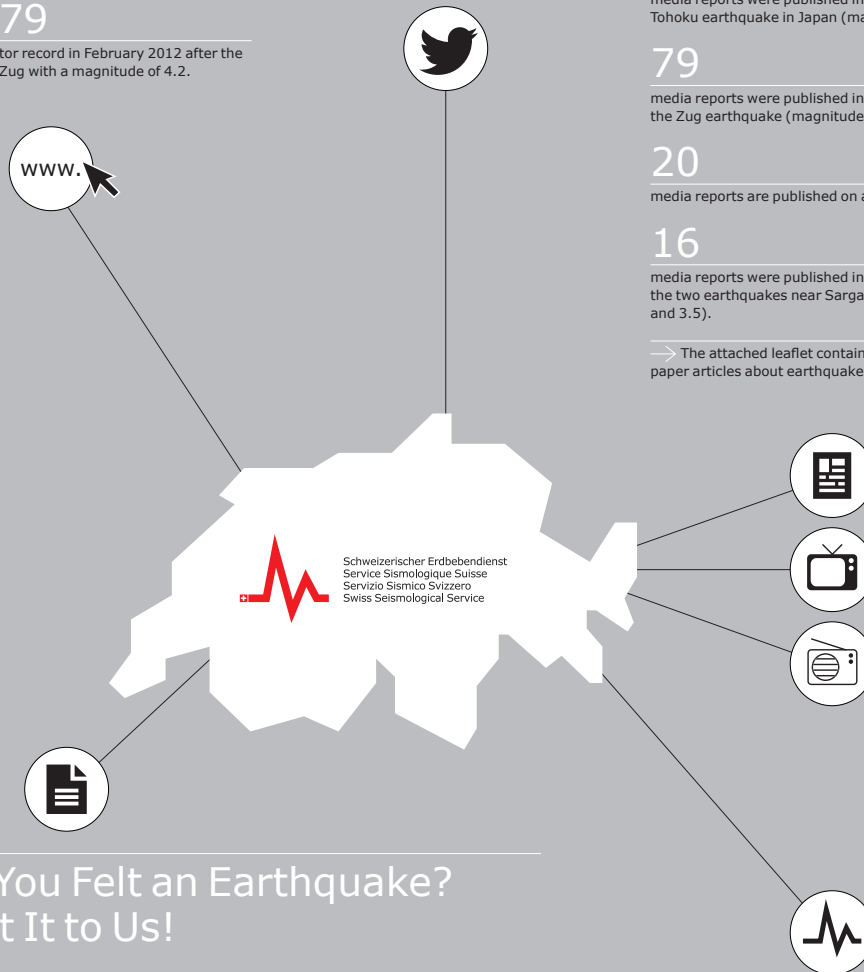 79
tor record in February 2012 after the
Zug with a magnitude of 4.2.
www.
media reports were published in
Tohoku earthquake in Japan (ma
79
media reports were published in
the Zug earthquake (magnitude
20
media reports are published on a
16
media reports were published in
the two earthquakes near Sarga
and 3.5).
The attached leaflet contain
paper articles about earthquake
Schweizerischer Erdbebendienst
Service Sismologique Suisse
Servizio Sismico Svizzero
Swiss Seismological Service
You Felt an Earthquake?
t It to Us!